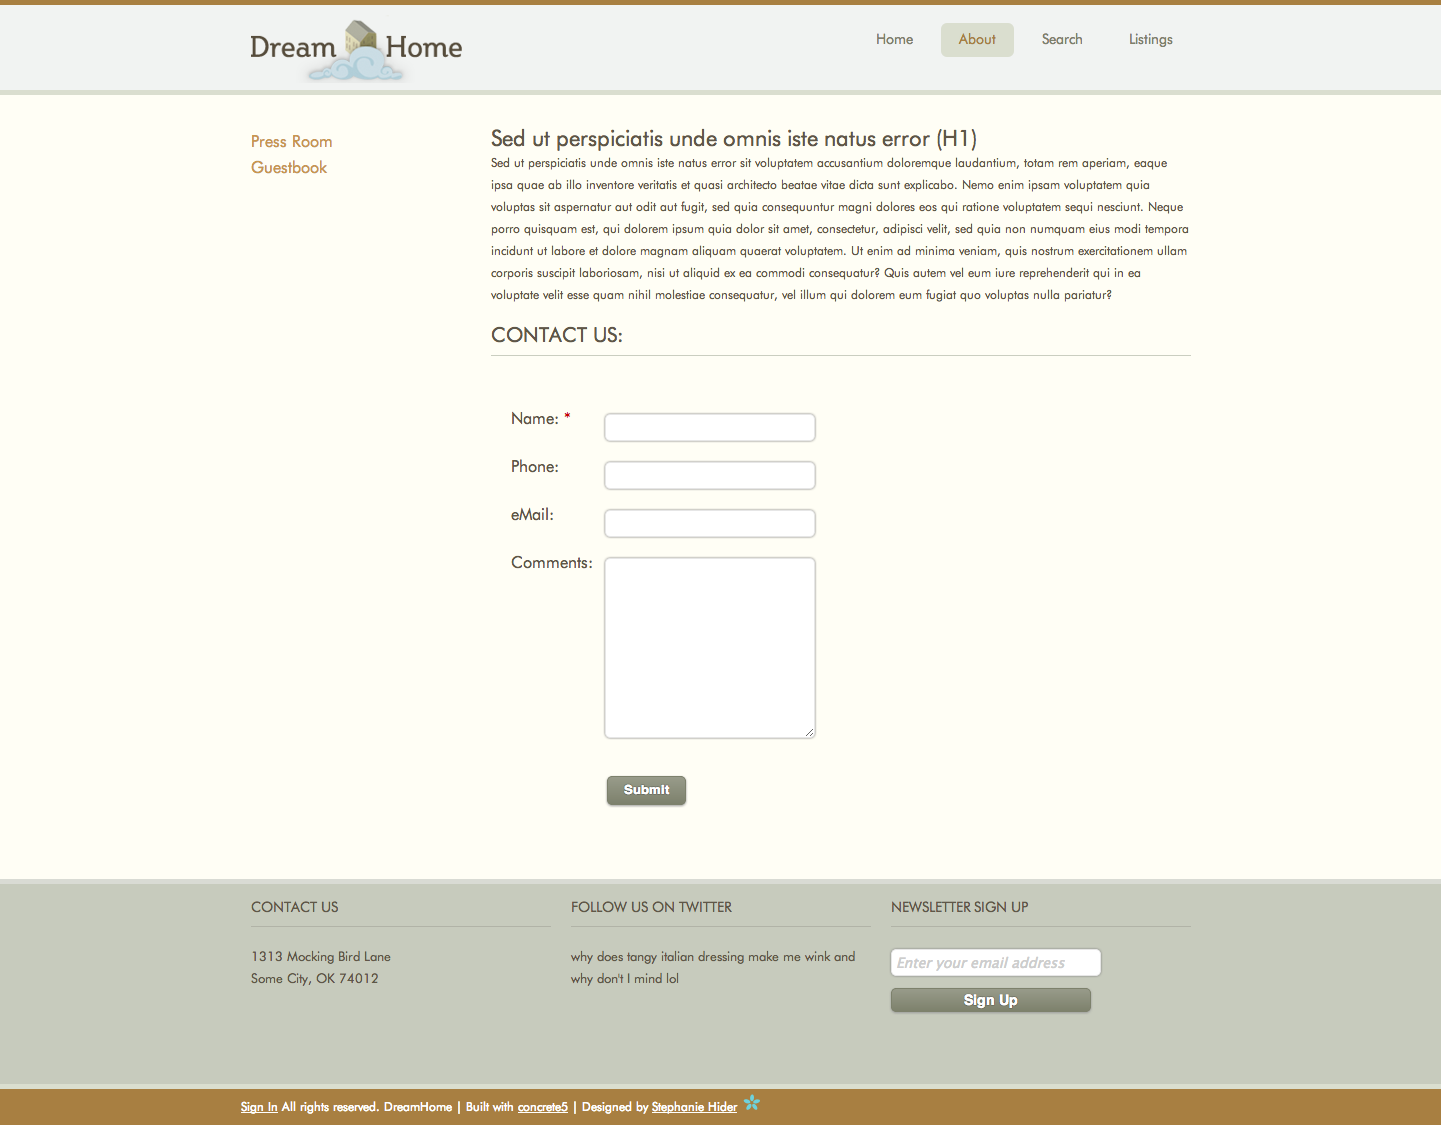 Dream Home
Home About Search Listings
Press Room
Guestbook
Sed ut perspiciatis unde omnis iste natus error (H1)
Sed ut perspiciatis unde omnis iste natus error sit voluptatem accusantium doloremque laudantium, totam rem aperiam, eaque
ipsa quae ab illo inventore veritatis et quasi architecto beatae vitae dicta sunt explicabo. Nemo enim ipsam voluptatem quia
voluptas sit aspernatur aut odit aut fugit, sed quia consequuntur magni dolores eos qui ratione voluptatem sequi nesciunt. Neque
porro quisquam est, qui dolorem ipsum quia dolor sit amet, consectetur, adipisci velit, sed quia non numquam eius modi tempora
incidunt ut labore et dolore magnam aliquam quaerat voluptatem. Ut enim ad minima veniam, quis nostrum exercitationem ullam
corporis suscipit laboriosam, nisi ut aliquid ex ea commodi consequatur? Quis autem vel eum iure reprehenderit qui in ea
voluptate velit esse quam nihil molestiae consequatur, vel illum qui dolorem eum fugiat quo voluptas nulla pariatur?
CONTACT US:
Name: *
Phone:
eMail:
Comments:
Submit
CONTACT US
1313 Mocking Bird Lane
Some City, OK 74012
FOLLOW US ON TWITTER
why does tangy italian dressing make me wink and
why don't I mind lol
NEWSLETTER SIGN UP
Enter your email address
Sign Up
Sign In All rights reserved. DreamHome | Built with concrete5 | Designed by Stephanie Hider